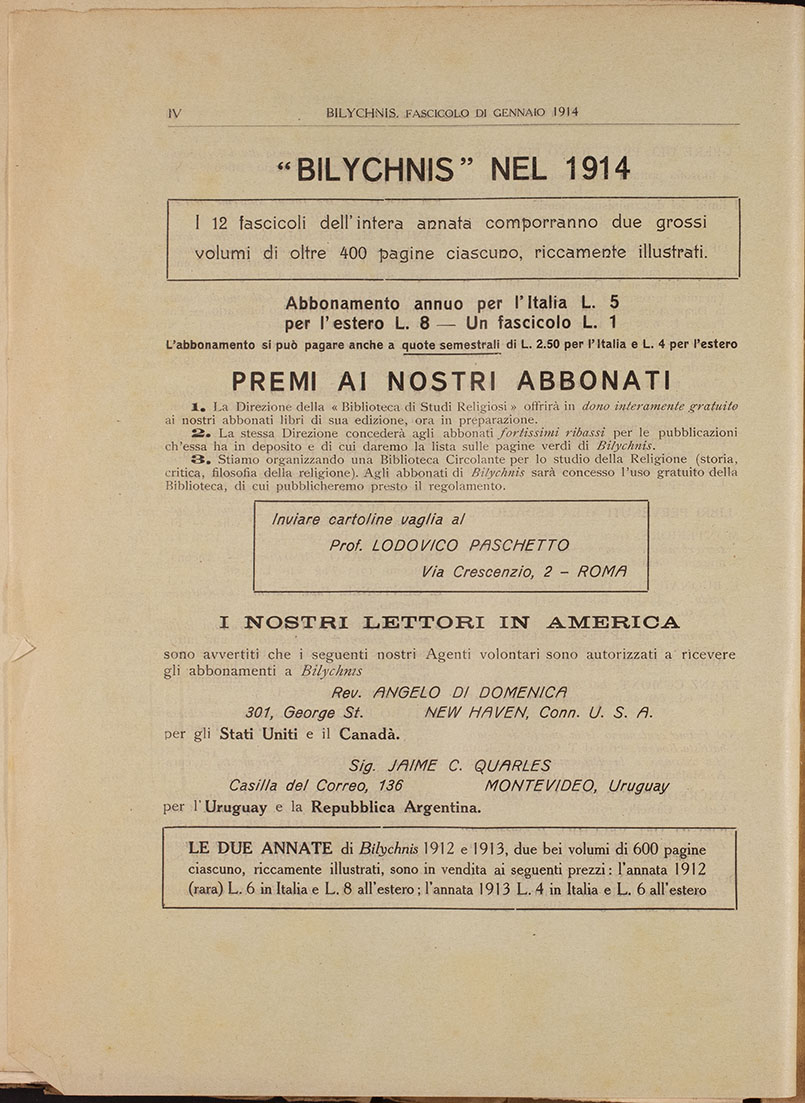 IV BILYCHNIS, FASCICOLO DI GENNAIO 1914
“BILYCHNIS” NEL 1914
I 12 fascicoli dell'intera annata comporranno due grossi
volumi di oltre 400 pagine ciascuno, riccamente illustrati.
Abbonamento annuo per l'Italia L. 5
per l'estero L. 8 — Un fascicolo L. 1
L'abbonamento si può pagare anche a quote semestrali di L. 2.50 per l'Italia e L. 4 per l'estero
PREMI AI NOSTRI ABBONATI
1. La Direzione della « Biblioteca di Studi Religiosi » offrirà in dono interamente gratuito
ai nostri abbonati libri di sua edizione, ora in preparazione.
2. La stessa Direzione concederà agli abbonati fortissimi ribassi per le pubblicazioni
ch'essa ha in deposito e di cui daremo la lista sulle pagine verdi di Bilychnis.
3. Stiamo organizzando una Biblioteca Circolante per lo studio della Religione (storia,
critica, filosofia della religione). Agli abbonati di Bilychnis sarà concesso l'uso gratuito della
Biblioteca, di cui pubblicheremo presto il regolamento.
Inviare cartoline vaglia al
Prof. LODOVICO PASCHETTO
Via Crescenzio, 2 - ROMA
I NOSTRI LETTORI IN AMERICA
sono avvertiti che i seguenti nostri Agenti volontari sono autorizzati a ricevere
gli abbonamenti a Bilychnis
Rev. ANGELO DI DOMENICA
301, George St. NEW HAVEN, Conn. U. S. A.
per gli Stati Uniti e il Canadà.
Sig. JAIME C. QUARLES
Casilla del Correo, 136 MONTEVIDEO, Uruguay
per l'Uruguay e la Repubblica Argentina.
LE DUE ANNATE di Bilychnis 1912 e 1913, due bei volumi di 600 pagine
ciascuno, riccamente illustrati, sono in vendita ai seguenti prezzi: l'annata 1912
(rara) L. 6 in Italia e L. 8 all'estero; l'annata 1913 L. 4 in Italia e L. 6 all'estero